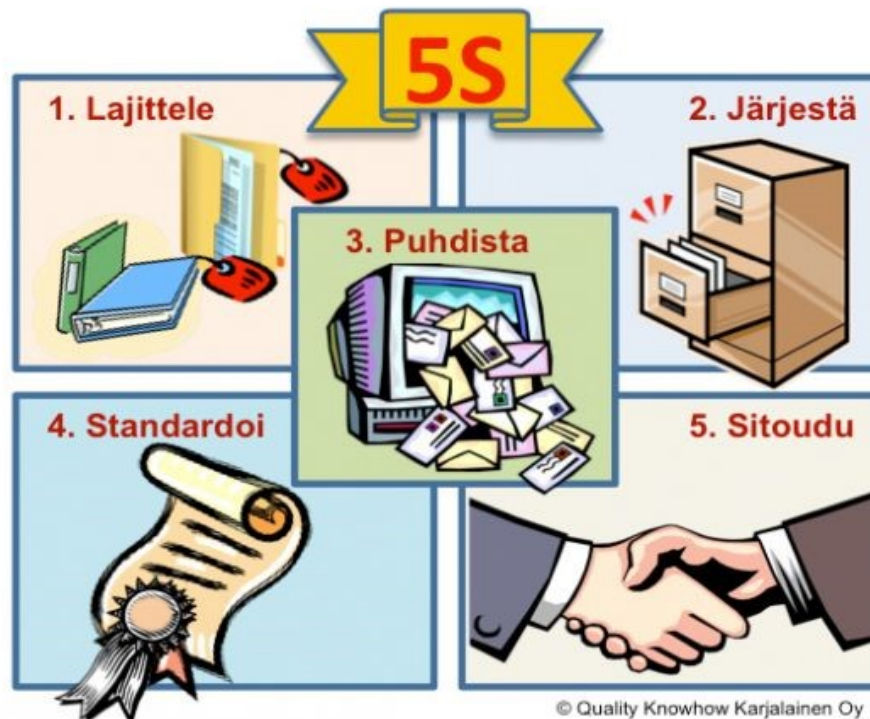 5S
1. Lajittele
2. Järjestä
3. Puhdista
4. Standardoi
5. Sitoudu
© Quality Knowhow Karjalainen Oy